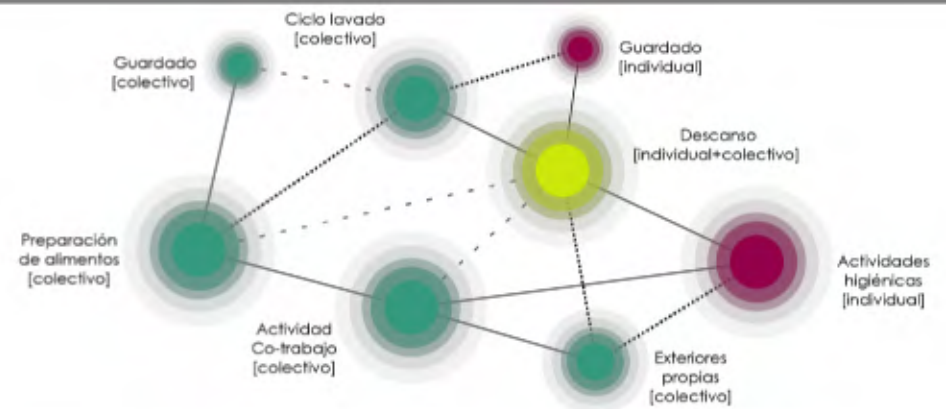 Ciclo lavado
[colectivo]
Guardado
[colectivo]
Guardado
[individual]
Descanso
[individual+colectivo]
Preparación
de alimentos
[colectivo]
Actividades
higiénicas
[individual]
Actividad
Co-trabajo
[colectivo]
Exteriores
propias
[colectivo]